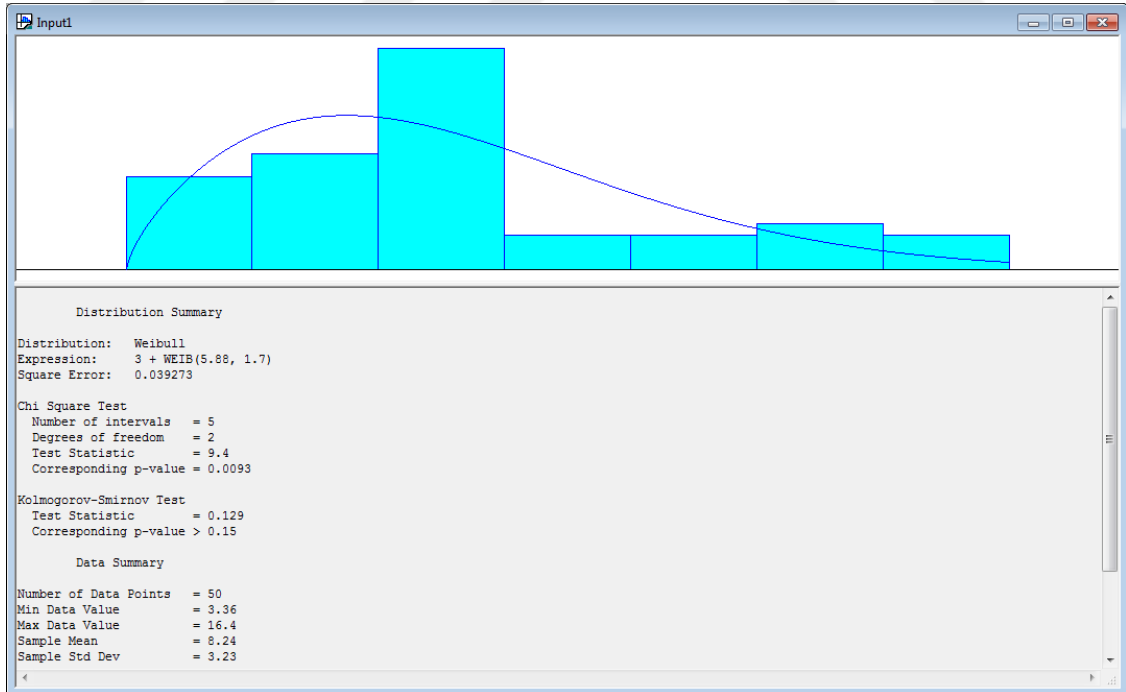 Input1
Distribution Summary
Distribution: Weibull
Expression: 3 + WEIB(5.88, 1.7)
Square Error: 0.039273
Chi Square Test
Number of intervals = 5
Degrees of freedom = 2
Test Statistic = 9.4
Corresponding p-value = 0.0093
Kolmogorov-Smirnov Test
Test Statistic = 0.129
Corresponding p-value > 0.15
Data Summary
Number of Data Points = 50
Min Data Value = 3.36
Max Data Value = 16.4
Sample Mean = 8.24
Sample Std Dev = 3.23